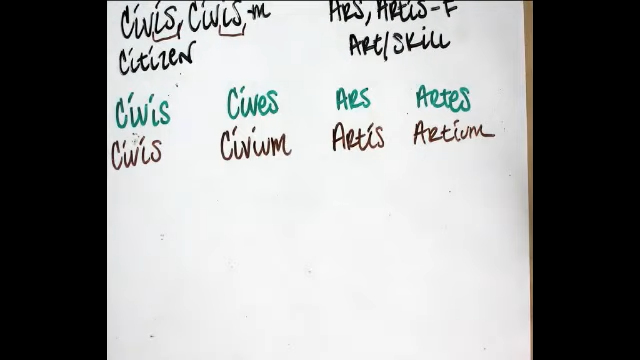 Civis, Civis, -m
Citizen
Ars, Artis - F
Art/Skill
Civis Cives Ars Artes
Civis Civium Artis Artium